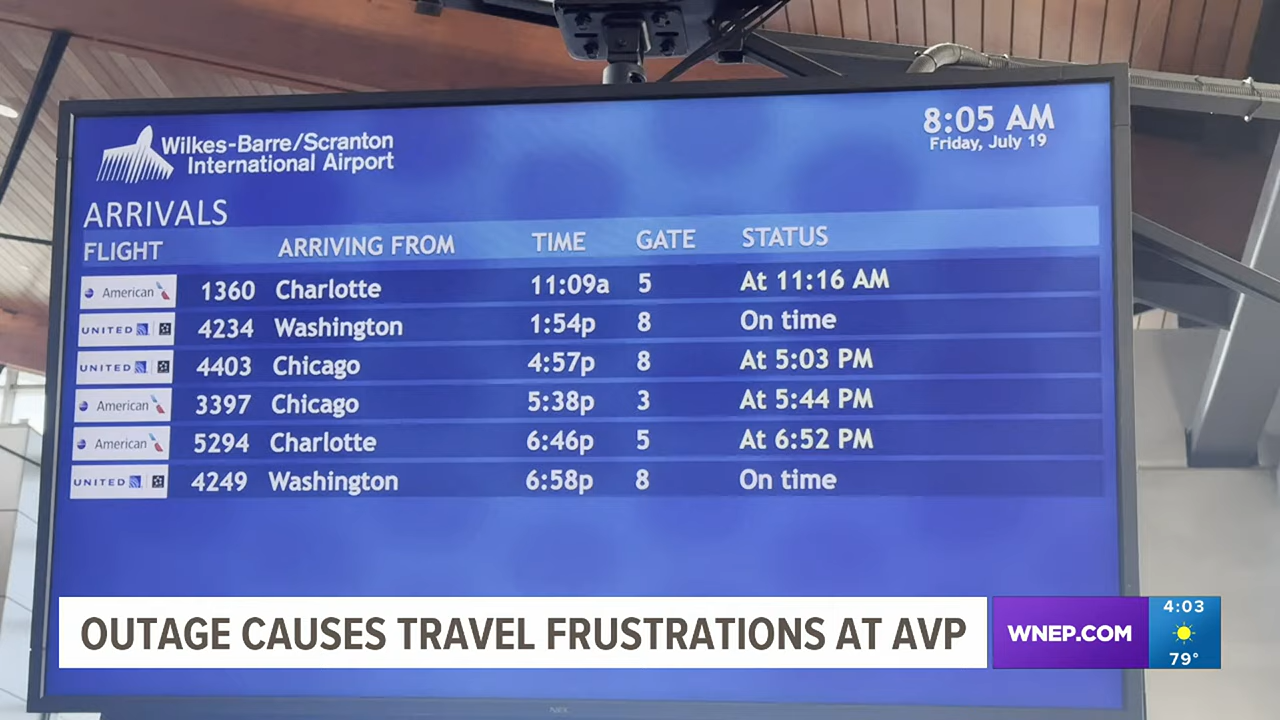 Wilkes-Barre/Scranton
International Airport
8:05 AM
Friday, July 19
ARRIVALS
FLIGHT ARRIVING FROM TIME GATE STATUS
American 1360 Charlotte 11:09a 5 At 11:16 AM
UNITED 4234 Washington 1:54p 8 On time
UNITED 4403 Chicago 4:57p 8 At 5:03 PM
American 3397 Chicago 5:38p 3 At 5:44 PM
American 5294 Charlotte 6:46p 5 At 6:52 PM
UNITED 4249 Washington 6:58p 8 On time
OUTAGE CAUSES TRAVEL FRUSTRATIONS AT AVP
WNEP.COM
4:03
79°
NEC